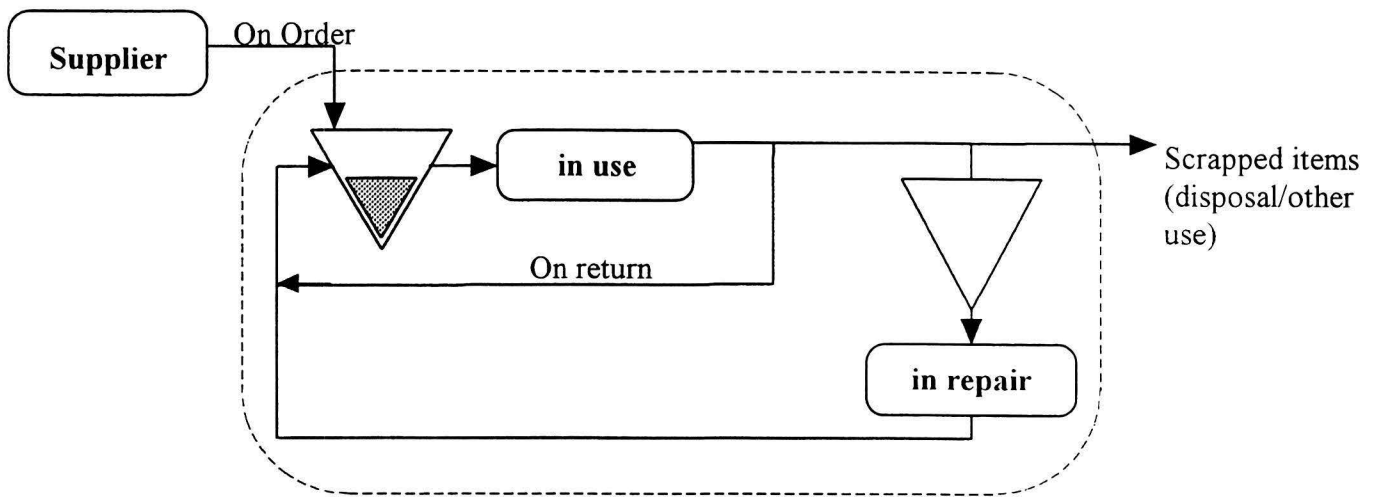 On Order
Supplier
in use
Scrapped items
(disposal/other
use)
On return
in repair